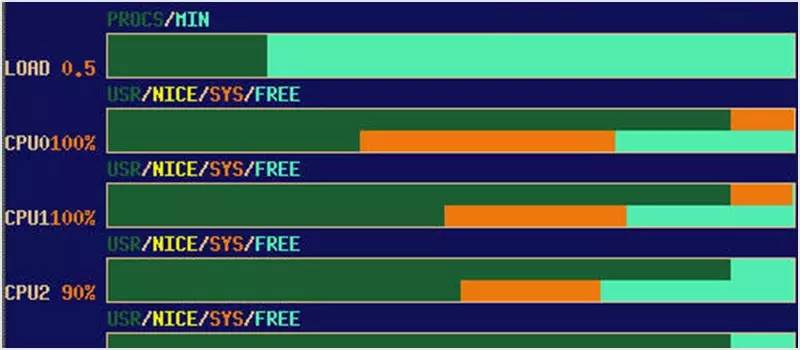 PROCS/MIN
LOAD 0.5
USR/NICE/SYS/FREE
CPU0100%
USR/NICE/SYS/FREE
CPU1100%
USR/NICE/SYS/FREE
CPU2 90%
USR/NICE/SYS/FREE